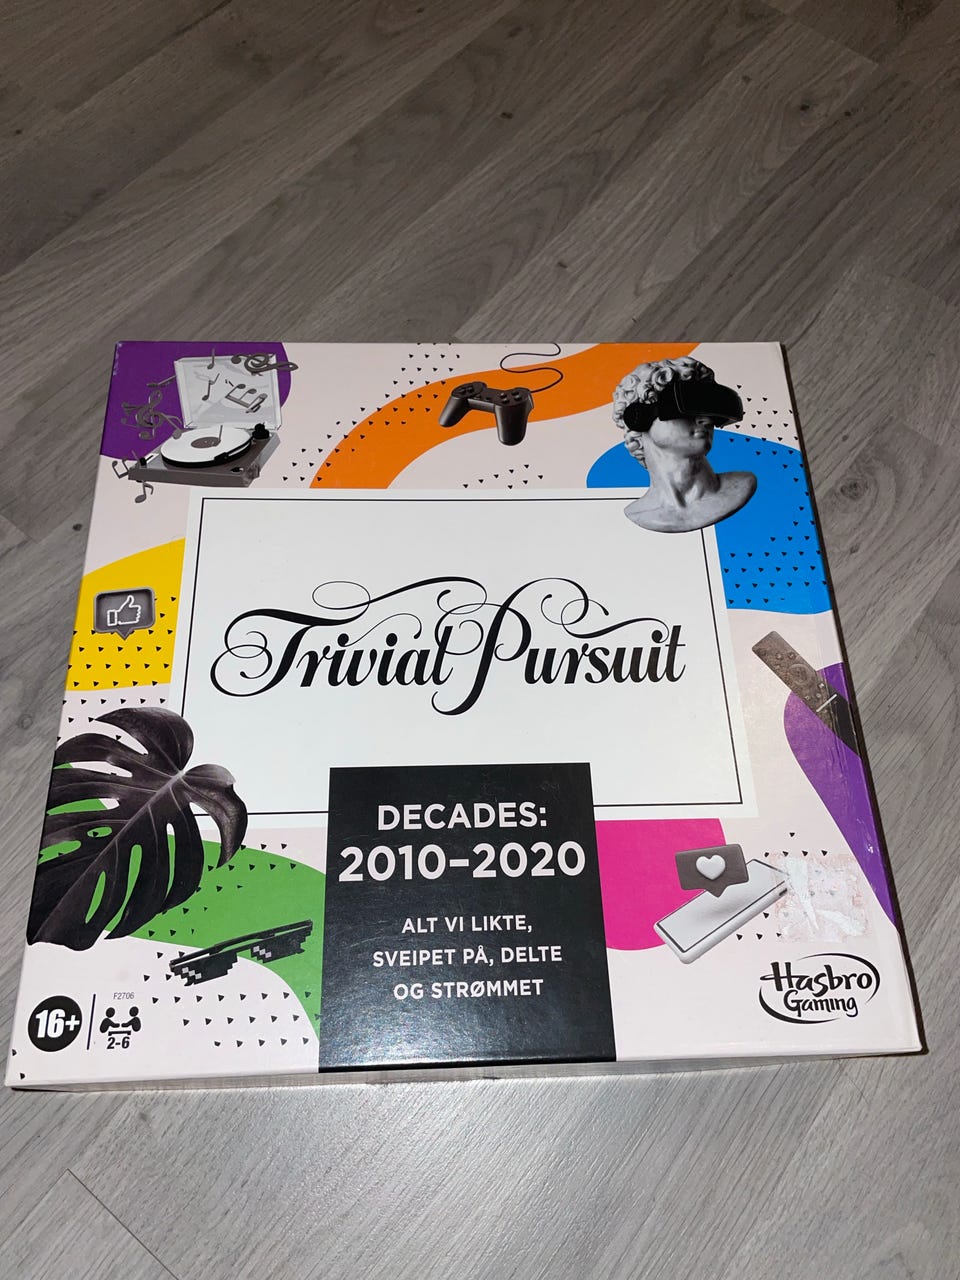 Trivial Pursuit
DECADES:
2010–2020
ALT VI LIKTE,
SVEIPET PÅ, DELTE
OG STRØMMET
16+
F2706
2-6
Hasbro
Gaming